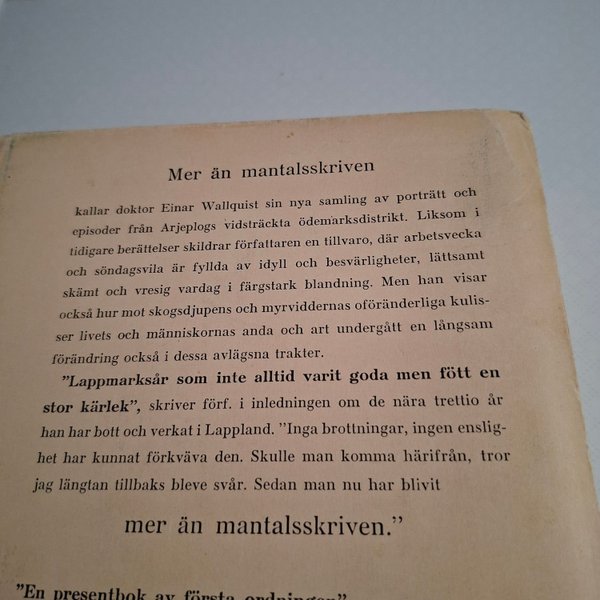 Mer än mantalsskriven
kallar doktor Einar Wallquist sin nya samling av porträtt och
episoder från Arjeplogs vidsträckta ödemarksdistrikt. Liksom i
tidigare berättelser skildrar författaren en tillvaro, där arbetsvecka
och söndagsvila är fyllda av idyll och besvärligheter, lättsamt
skämt och vresig vardag i färgstark blandning. Men han visar
också hur mot skogsdjupens och myrviddernas oföränderliga kulis-
ser livets och människornas anda och art undergått en långsam
förändring också i dessa avlägsna trakter.
"Lappmarksår som inte alltid varit goda men fött en
stor kärlek", skriver förf. i inledningen om de nära trettio år
han har bott och verkat i Lappland. "Inga brottningar, ingen enslig-
het har kunnat förkväva den. Skulle man komma härifrån, tror
jag längtan tillbaks bleve svår. Sedan man nu har blivit
mer än mantalsskriven."
"En presentbok av första ordningen"